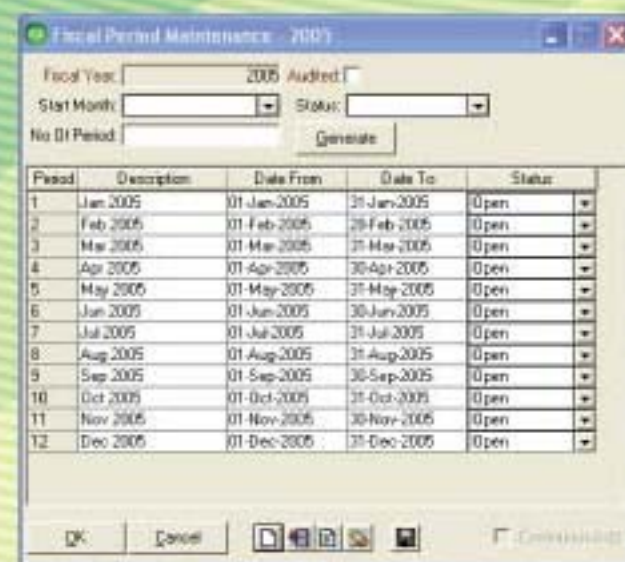 Fiscal Period Maintenance - 2005
Fiscal Year: 2005 Audited:
Start Month: Status:
No Of Period: Generate
Period Description Date From Date To Status
1 Jan 2005 01-Jan-2005 31-Jan-2005 Open
2 Feb 2005 01-Feb-2005 28-Feb-2005 Open
3 Mar 2005 01-Mar-2005 31-Mar-2005 Open
4 Apr 2005 01-Apr-2005 30-Apr-2005 Open
5 May 2005 01-May-2005 31-May-2005 Open
6 Jun 2005 01-Jun-2005 30-Jun-2005 Open
7 Jul 2005 01-Jul-2005 31-Jul-2005 Open
8 Aug 2005 01-Aug-2005 31-Aug-2005 Open
9 Sep 2005 01-Sep-2005 30-Sep-2005 Open
10 Oct 2005 01-Oct-2005 31-Oct-2005 Open
11 Nov 2005 01-Nov-2005 30-Nov-2005 Open
12 Dec 2005 01-Dec-2005 31-Dec-2005 Open
OK Cancel